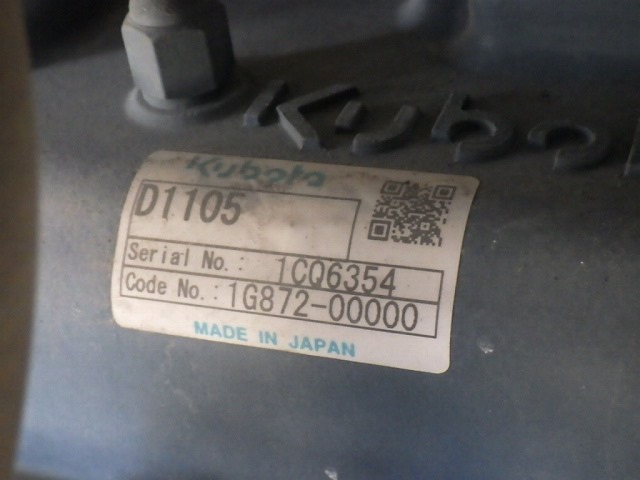 Kubota
Kubota
D1105
Serial No.: 1CQ6354
Code No.: 1G872-00000
MADE IN JAPAN